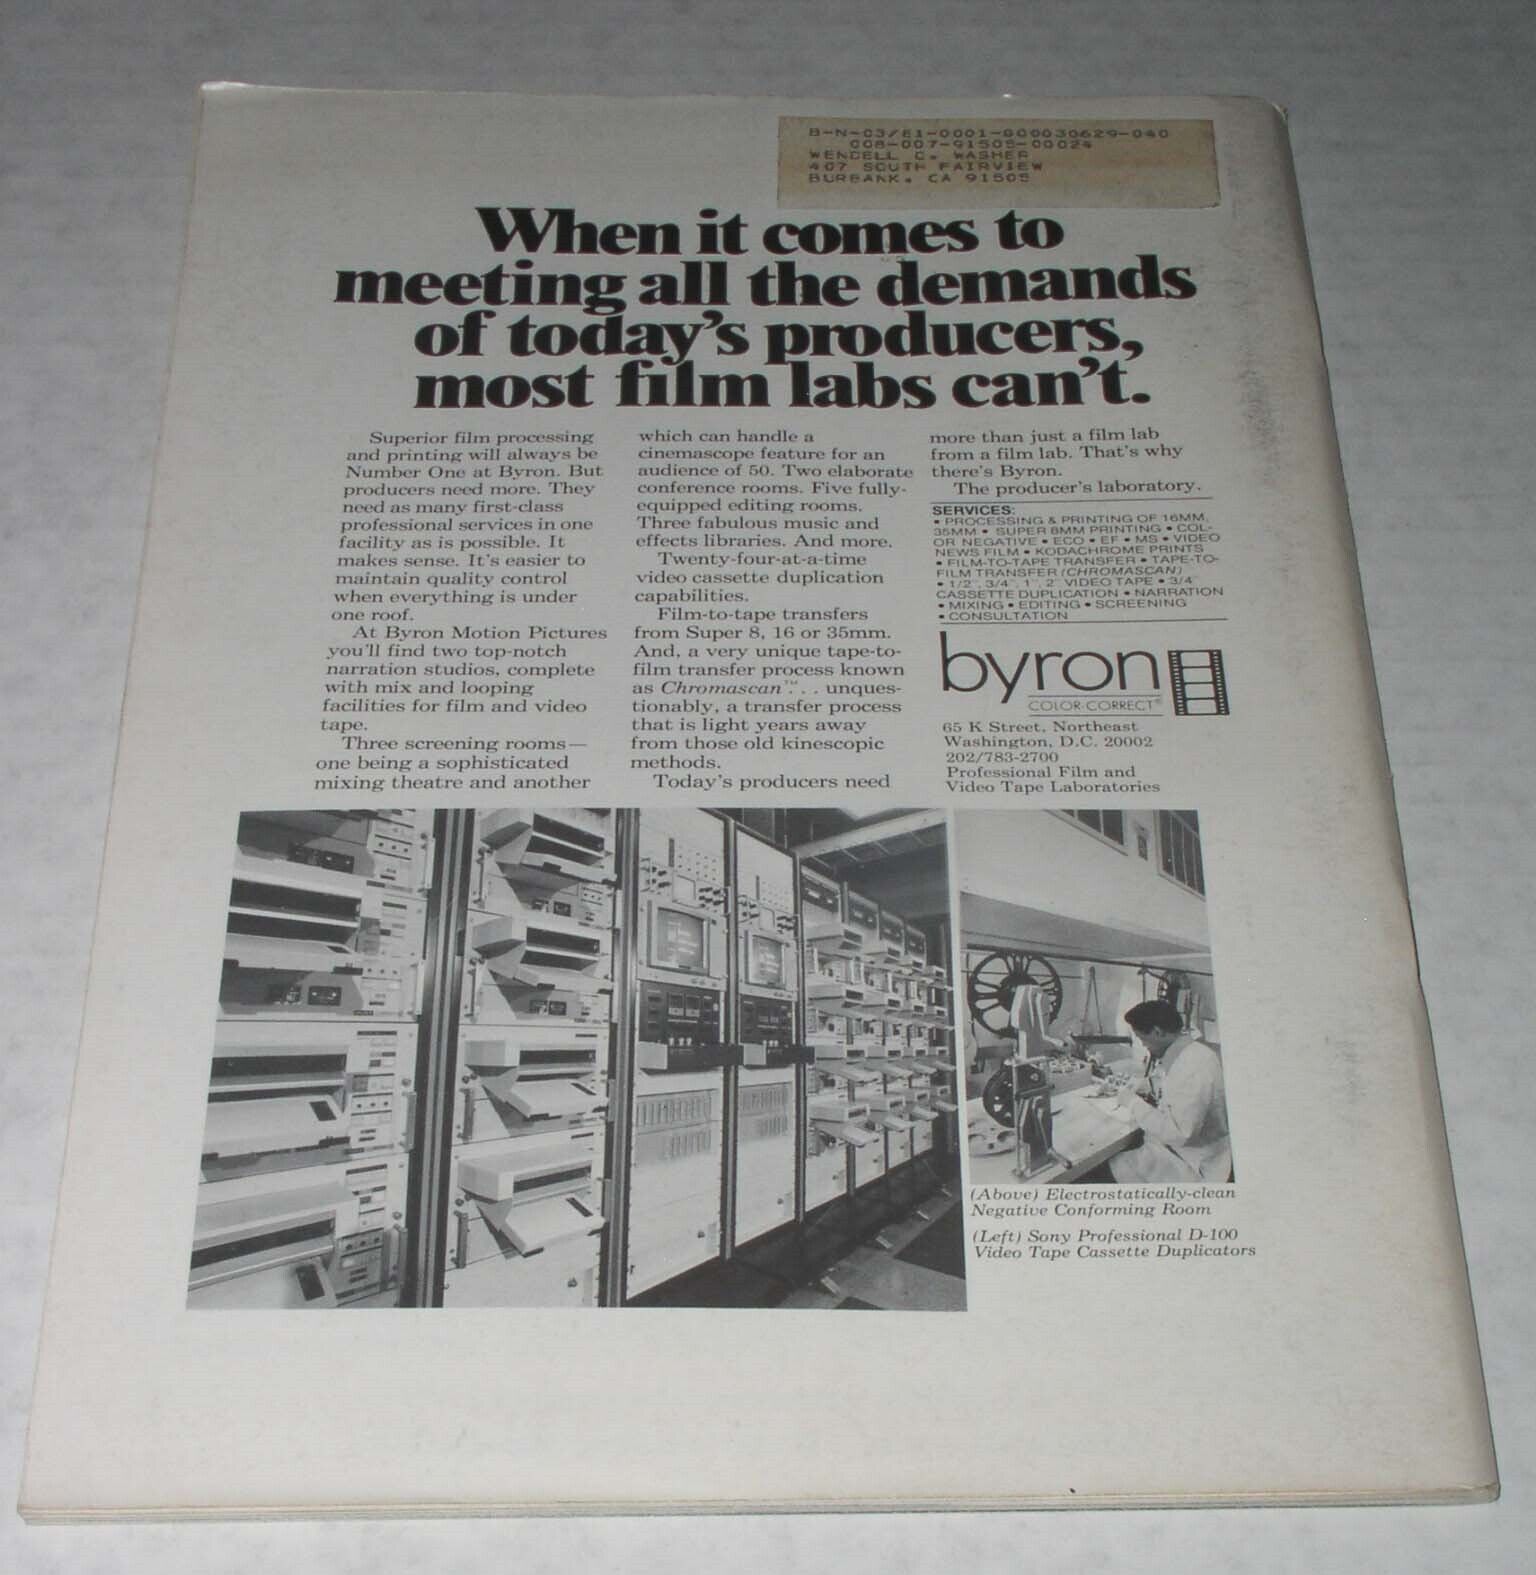 B-N-03/81-0001-000030629-040
008-007-91505-00024
WENDELL C. WASHER
407 SOUTH FAIRVIEW
BURBANK, CA 91505
When it comes to
meeting all the demands
of today's producers,
most film labs can't.
Superior film processing
and printing will always be
Number One at Byron. But
producers need more. They
need as many first-class
professional services in one
facility as is possible. It
makes sense. It's easier to
maintain quality control
when everything is under
one roof.
At Byron Motion Pictures
you'll find two top-notch
narration studios, complete
with mix and looping
facilities for film and video
tape.
Three screening rooms—
one being a sophisticated
mixing theatre and another
which can handle a
cinemascope feature for an
audience of 50. Two elaborate
conference rooms. Five fully-
equipped editing rooms.
Three fabulous music and
effects libraries. And more.
Twenty-four-at-a-time
video cassette duplication
capabilities.
Film-to-tape transfers
from Super 8, 16 or 35mm.
And, a very unique tape-to-
film transfer process known
as Chromascan™. . . unques-
tionably, a transfer process
that is light years away
from those old kinescopic
methods.
Today's producers need
more than just a film lab
from a film lab. That's why
there's Byron.
The producer's laboratory.
SERVICES:
• PROCESSING & PRINTING OF 16MM,
35MM • SUPER 8MM PRINTING • COL-
OR NEGATIVE • ECO • EF • MS • VIDEO
NEWS FILM • KODACHROME PRINTS
• FILM-TO-TAPE TRANSFER • TAPE-TO-
FILM TRANSFER (CHROMASCAN)
• 1/2", 3/4", 1", 2" VIDEO TAPE • 3/4"
CASSETTE DUPLICATION • NARRATION
• MIXING • EDITING • SCREENING
• CONSULTATION
byron
COLOR-CORRECT®
65 K Street, Northeast
Washington, D.C. 20002
202/783-2700
Professional Film and
Video Tape Laboratories
(Above) Electrostatically-clean
Negative Conforming Room
(Left) Sony Professional D-100
Video Tape Cassette Duplicators